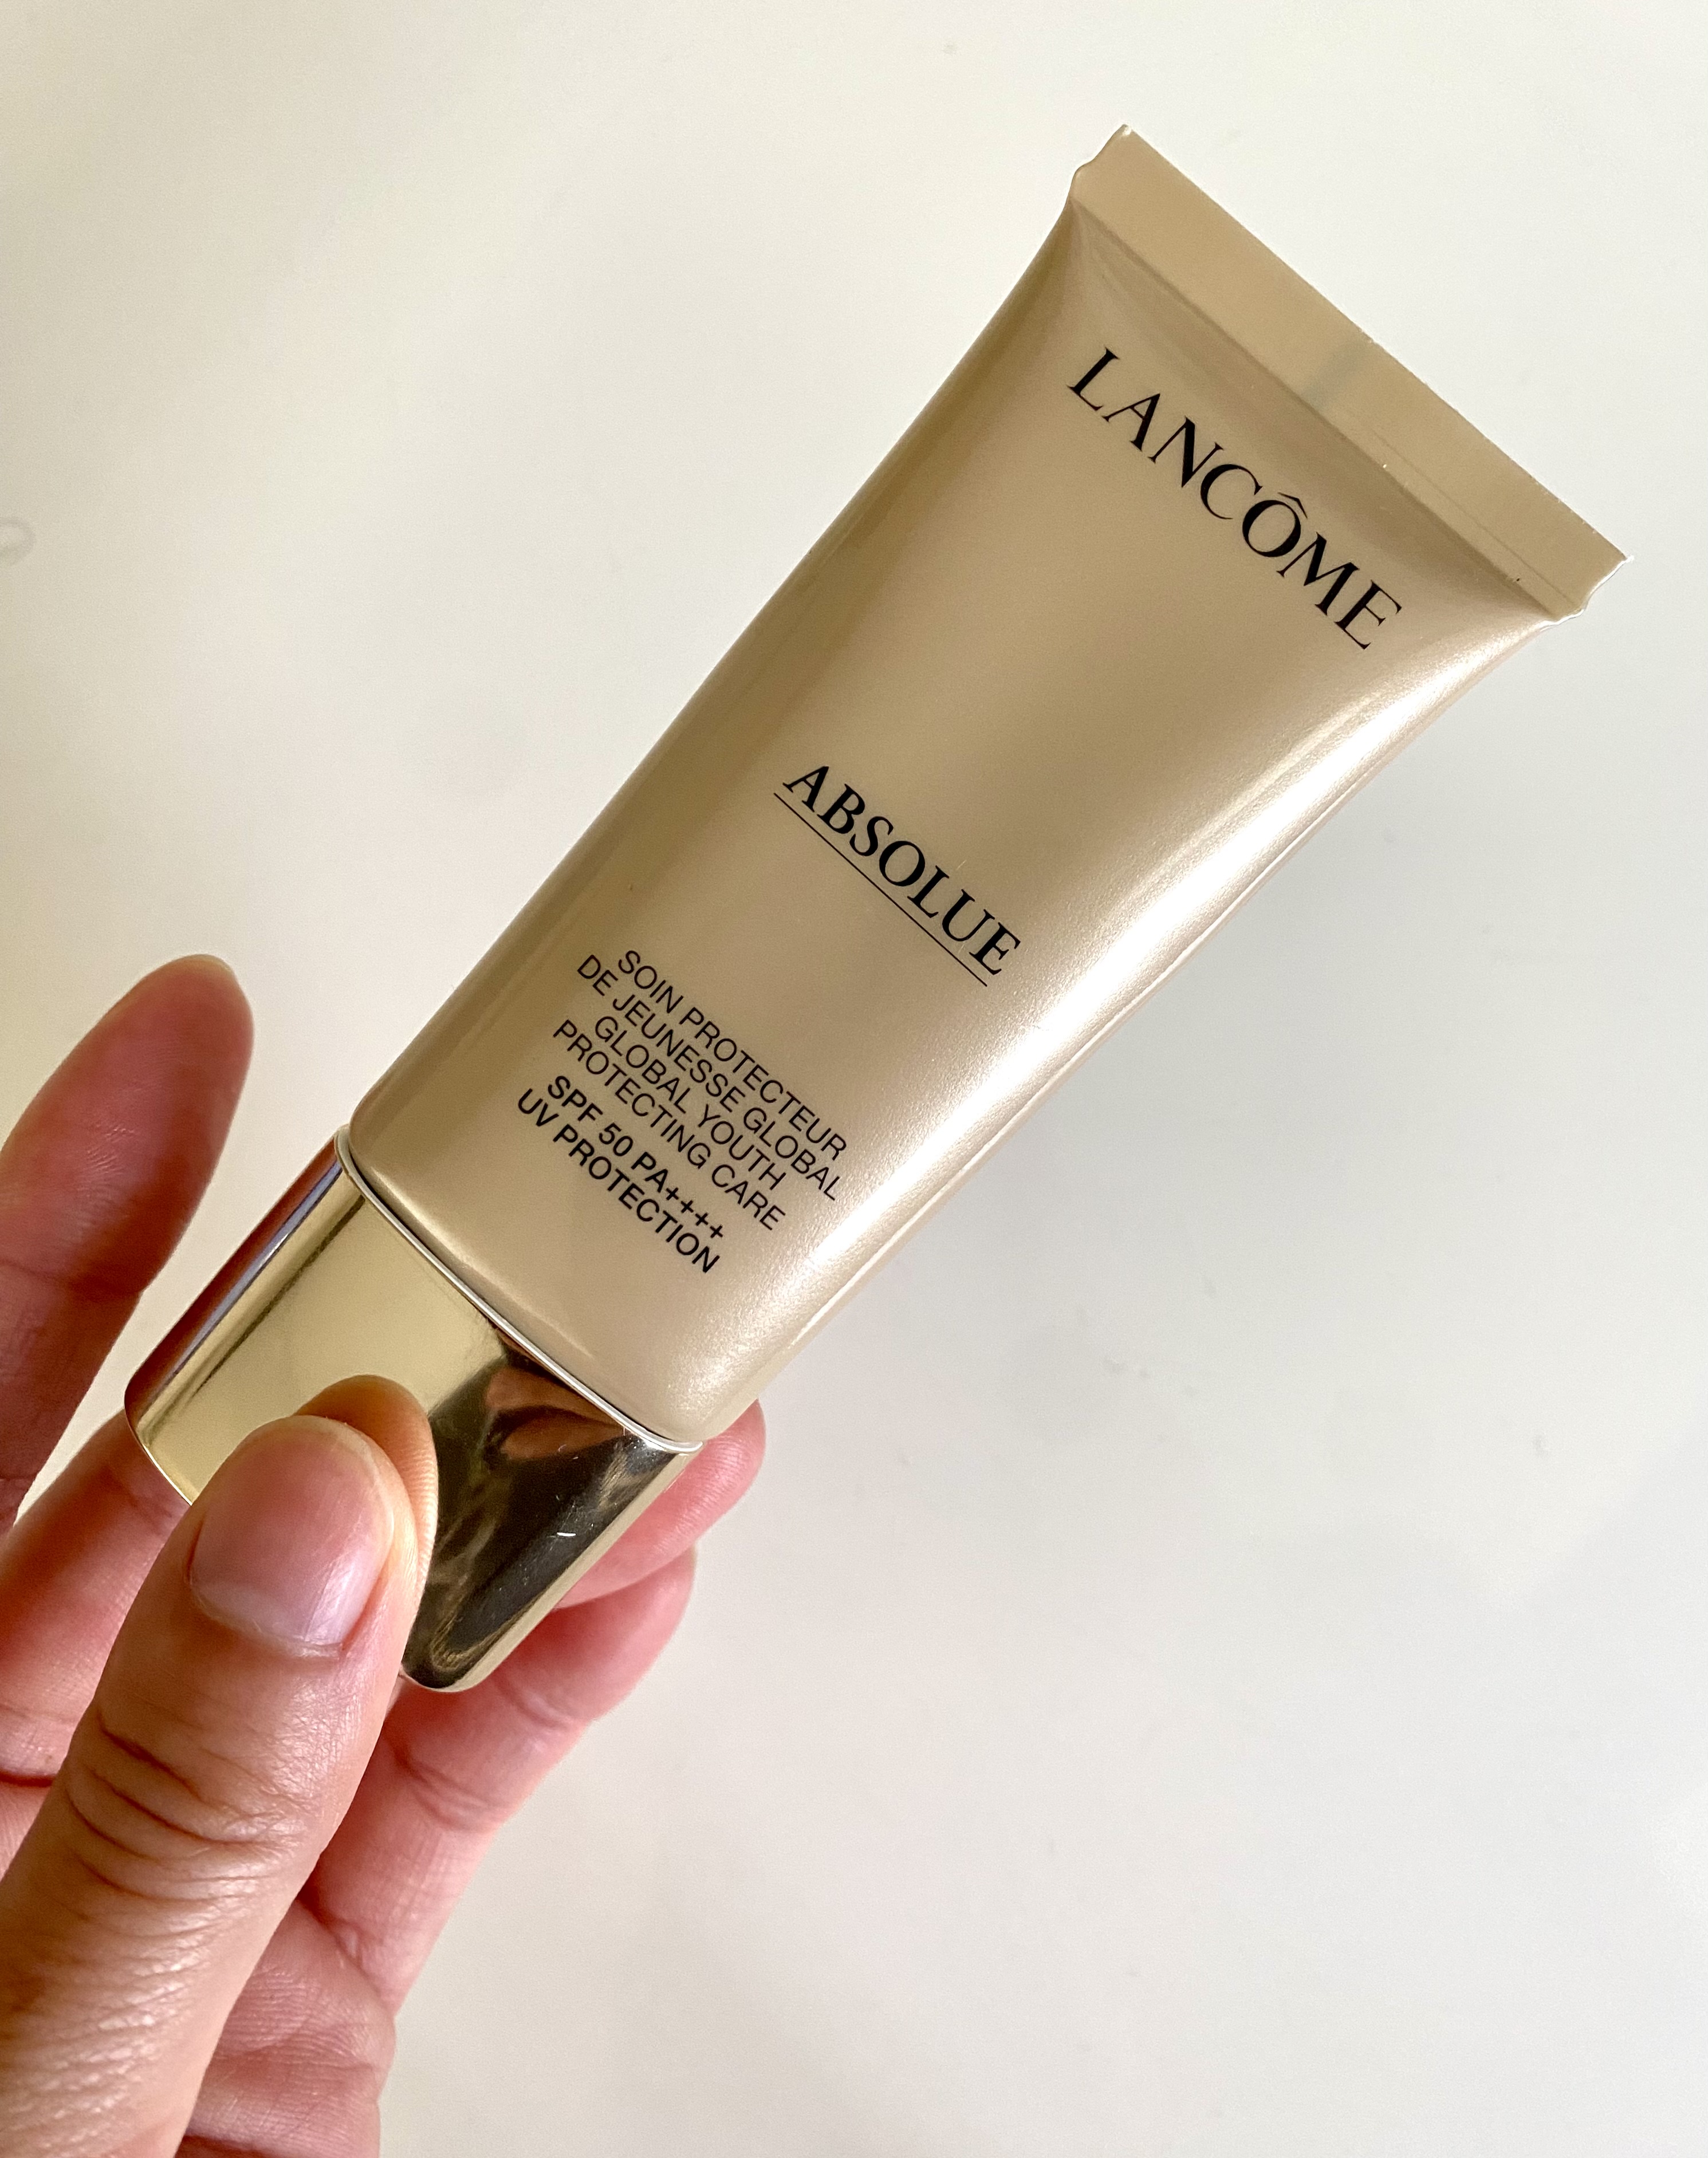 LANCÔME
ABSOLUE
SOIN PROTECTEUR
DE JEUNESSE GLOBAL
GLOBAL YOUTH
PROTECTING CARE
SPF 50 PA++++
UV PROTECTION